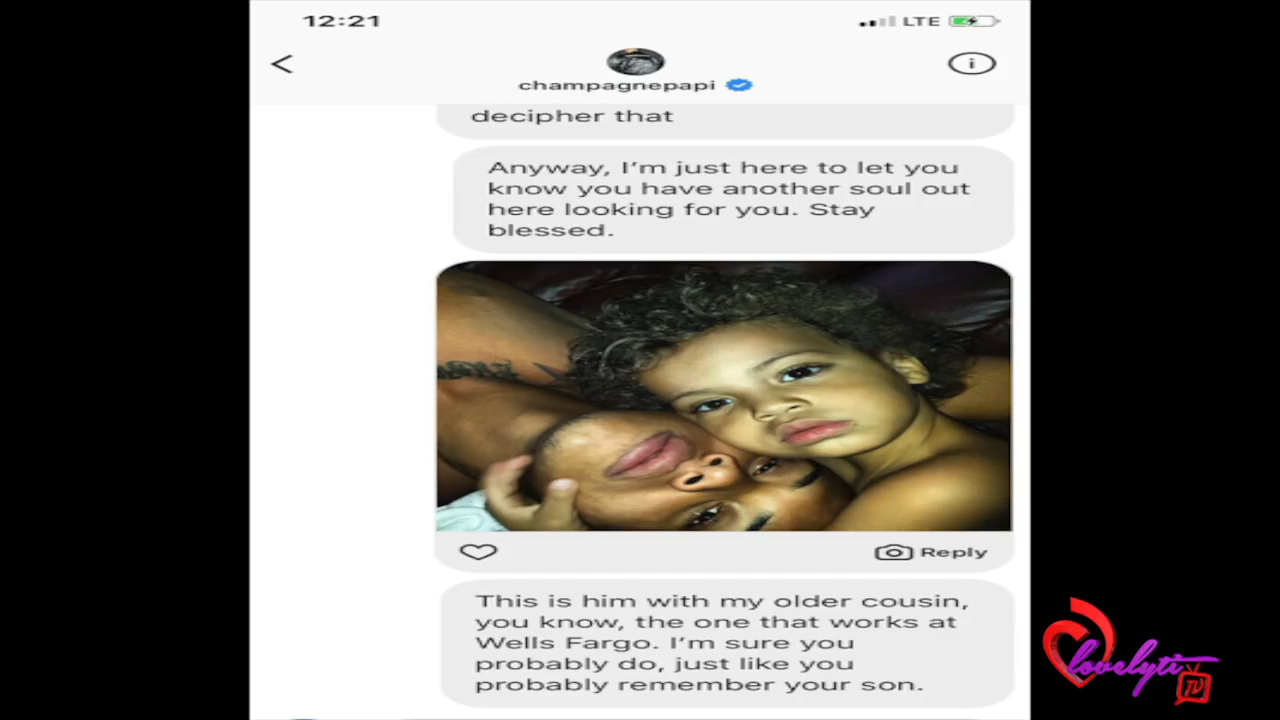 12:21
LTE
champagnepapi
decipher that
Anyway, I'm just here to let you
know you have another soul out
here looking for you. Stay
blessed.
Reply
This is him with my older cousin,
you know, the one that works at
Wells Fargo. I'm sure you
probably do, just like you
probably remember your son.
lovelyti
TV